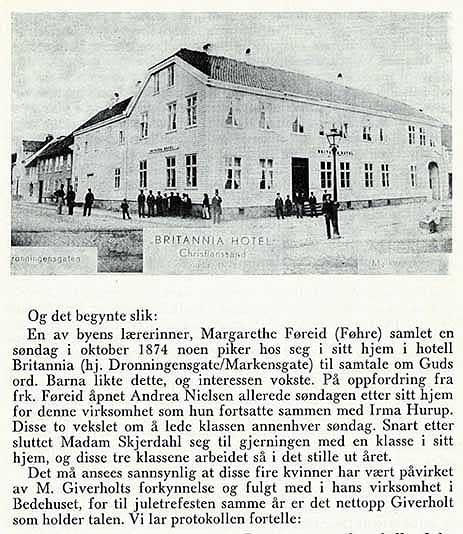 BRITANNIA HOTEL
BRITANNIA HOTEL
BRITANNIA HOTEL
Christianssand
ronningensgaten
Og det begynte slik:
En av byens lærerinner, Margarethe Føreid (Føhre) samlet en
søndag i oktober 1874 noen piker hos seg i sitt hjem i hotell
Britannia (hj. Dronningensgate/Markensgate) til samtale om Guds
ord. Barna likte dette, og interessen vokste. På oppfordring fra
frk. Føreid åpnet Andrea Nielsen allerede søndagen etter sitt hjem
for denne virksomhet som hun fortsatte sammen med Irma Hurup.
Disse to vekslet om å lede klassen annenhver søndag. Snart etter
sluttet Madam Skjerdahl seg til gjerningen med en klasse i sitt
hjem, og disse tre klassene arbeidet så i det stille ut året.
Det må ansees sannsynlig at disse fire kvinner har vært påvirket
av M. Giverholts forkynnelse og fulgt med i hans virksomhet i
Bedehuset, for til juletrefesten samme år er det nettopp Giverholt
som holder talen. Vi lar protokollen fortelle: